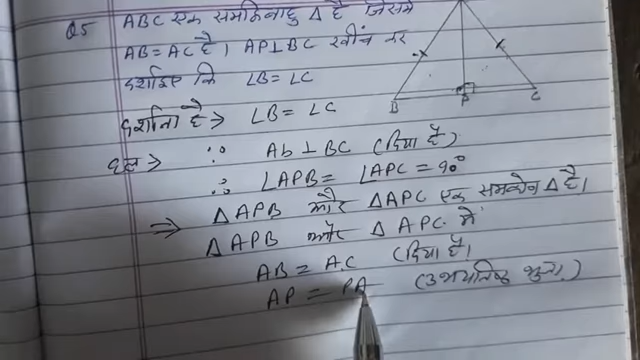 Q5 ABC एक समद्विबाहु Δ है जिसमें
AB = AC है। AP⊥BC खींच कर
दर्शाइए कि ∠B = ∠C
दर्शाना है → ∠B = ∠C
हल → ∵ Ab ⊥ BC (दिया है)
∴ ∠APB = ∠APC = 90°
⇒ ΔAPB और ΔAPC एक समकोण Δ है।
ΔAPB और ΔAPC में
AB = AC (दिया है।
AP = PA (उभयनिष्ठ भुजा)
B P C